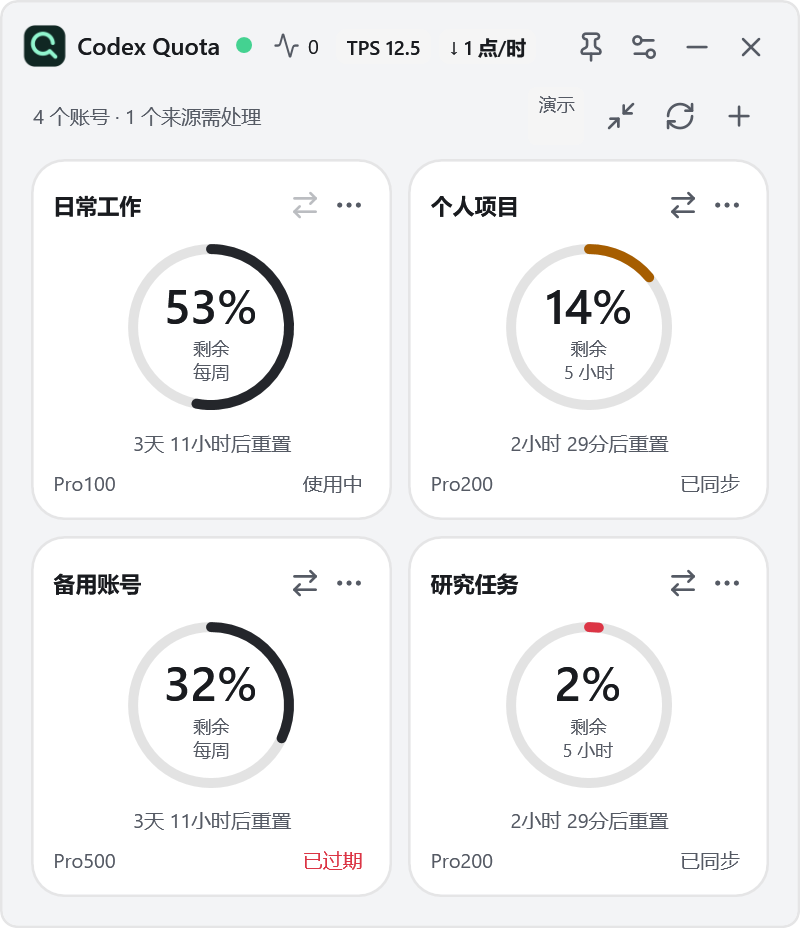 Codex Quota 0 TPS 12.5 ↓1 点/时
4 个账号 · 1 个来源需处理 演示
日常工作
53%
剩余
每周
3天 11小时后重置
Pro100 使用中
个人项目
14%
剩余
5 小时
2小时 29分后重置
Pro200 已同步
备用账号
32%
剩余
每周
3天 11小时后重置
Pro500 已过期
研究任务
2%
剩余
5 小时
2小时 29分后重置
Pro200 已同步